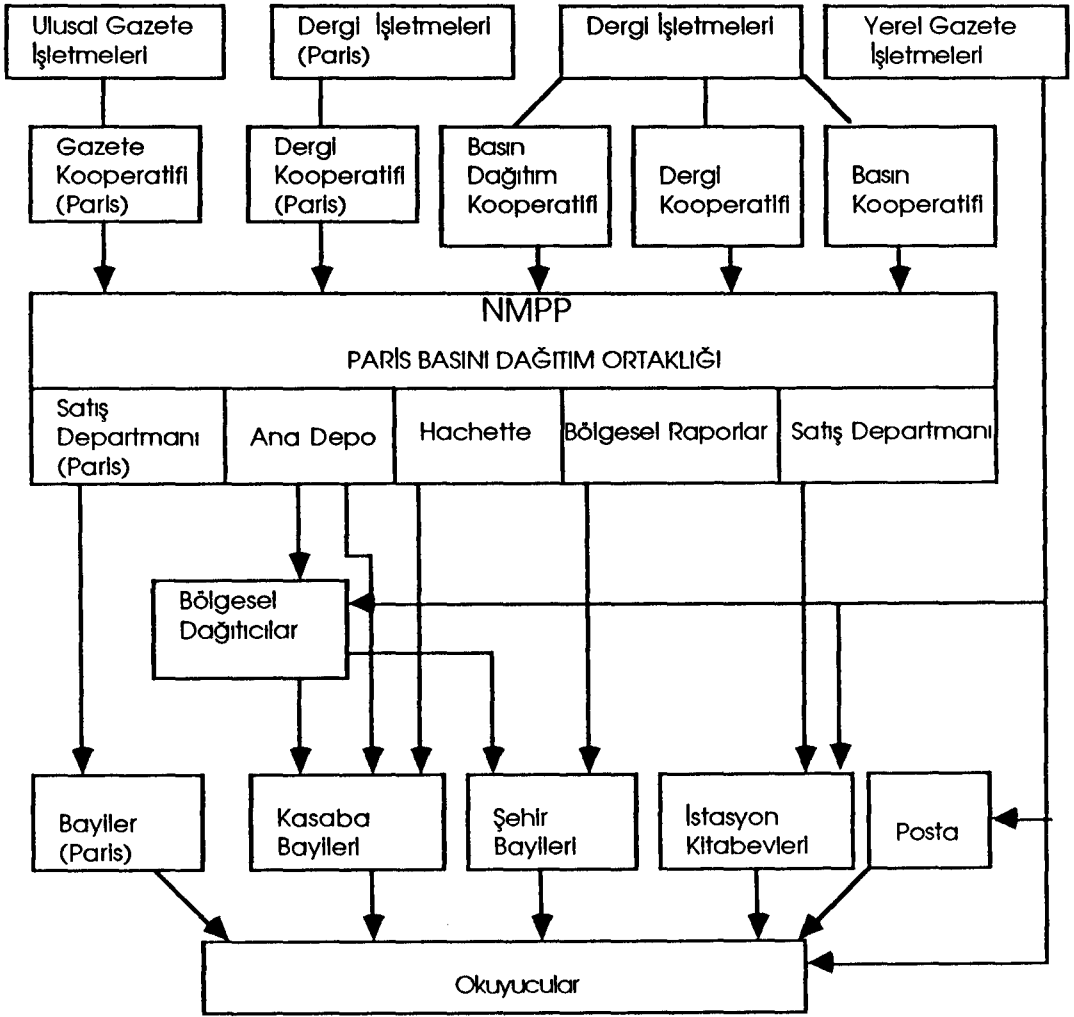 Ulusal Gazete
İşletmeleri
Dergi İşletmeleri
(Paris)
Dergi İşletmeleri
Yerel Gazete
İşletmeleri
Gazete
Kooperatifi
(Paris)
Dergi
Kooperatifi
(Paris)
Basın
Dağıtım
Kooperatifi
Dergi
Kooperatifi
Basın
Kooperatifi
NMPP
PARİS BASINI DAĞITIM ORTAKLIĞI
Satış
Departmanı
(Paris)
Ana Depo
Hachette
Bölgesel Raporlar
Satış Departmanı
Bölgesel
Dağıtıcılar
Bayiler
(Paris)
Kasaba
Bayileri
Şehir
Bayileri
İstasyon
Kitabevleri
Posta
Okuyucular